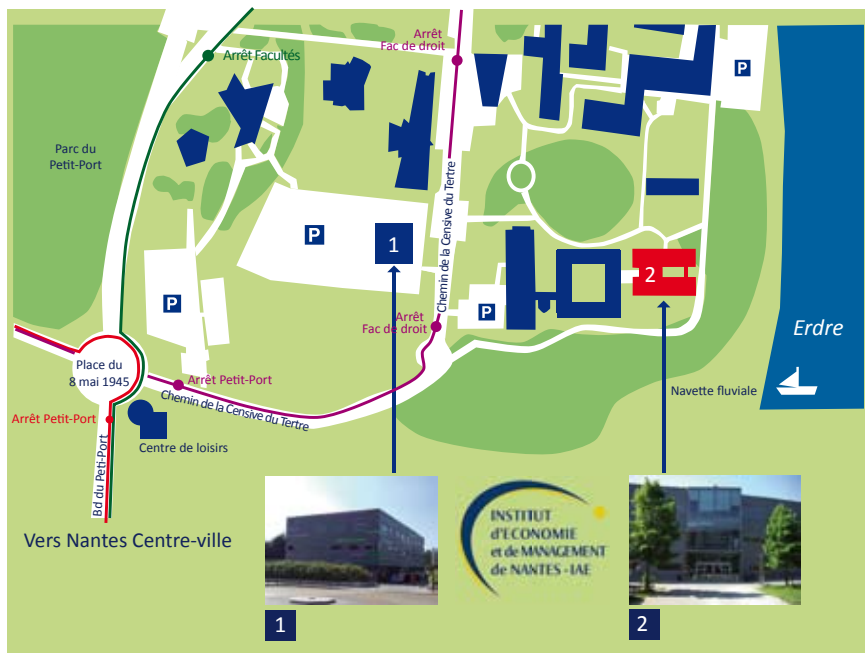 Arrêt
Fac de droit
Arrêt Facultés
P
P
Parc du
Petit-Port
Chemin de la Censive du Tertre
P
1
2
P
P
Arrêt
Fac de droit
Erdre
Place du
8 mai 1945
Arrêt Petit-Port
Navette fluviale
Chemin de la Censive du Tertre
Arrêt Petit-Port
Centre de loisirs
Bd du Peti-Port
Vers Nantes Centre-ville
INSTITUT
d'ECONOMIE
et de MANAGEMENT
de NANTES - IAE
1
2